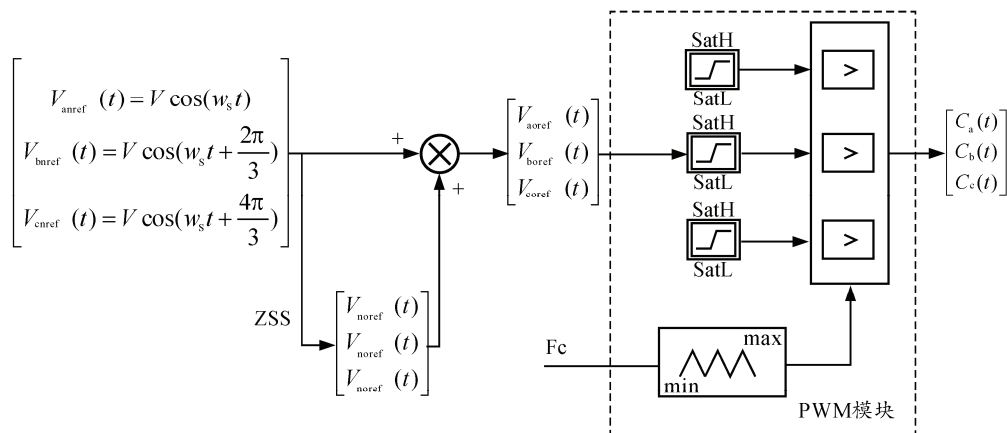 V_anref (t) = V cos(w_S t)
V_bnref (t) = V cos(w_S t + 2π/3)
V_cnref (t) = V cos(w_S t + 4π/3)
ZSS
V_noref (t)
V_noref (t)
V_noref (t)
+
+
V_aoref (t)
V_boref (t)
V_coref (t)
SatH
SatL
SatH
SatL
SatH
SatL
>
>
>
Fc
max
min
PWM模块
C_a (t)
C_b (t)
C_c (t)